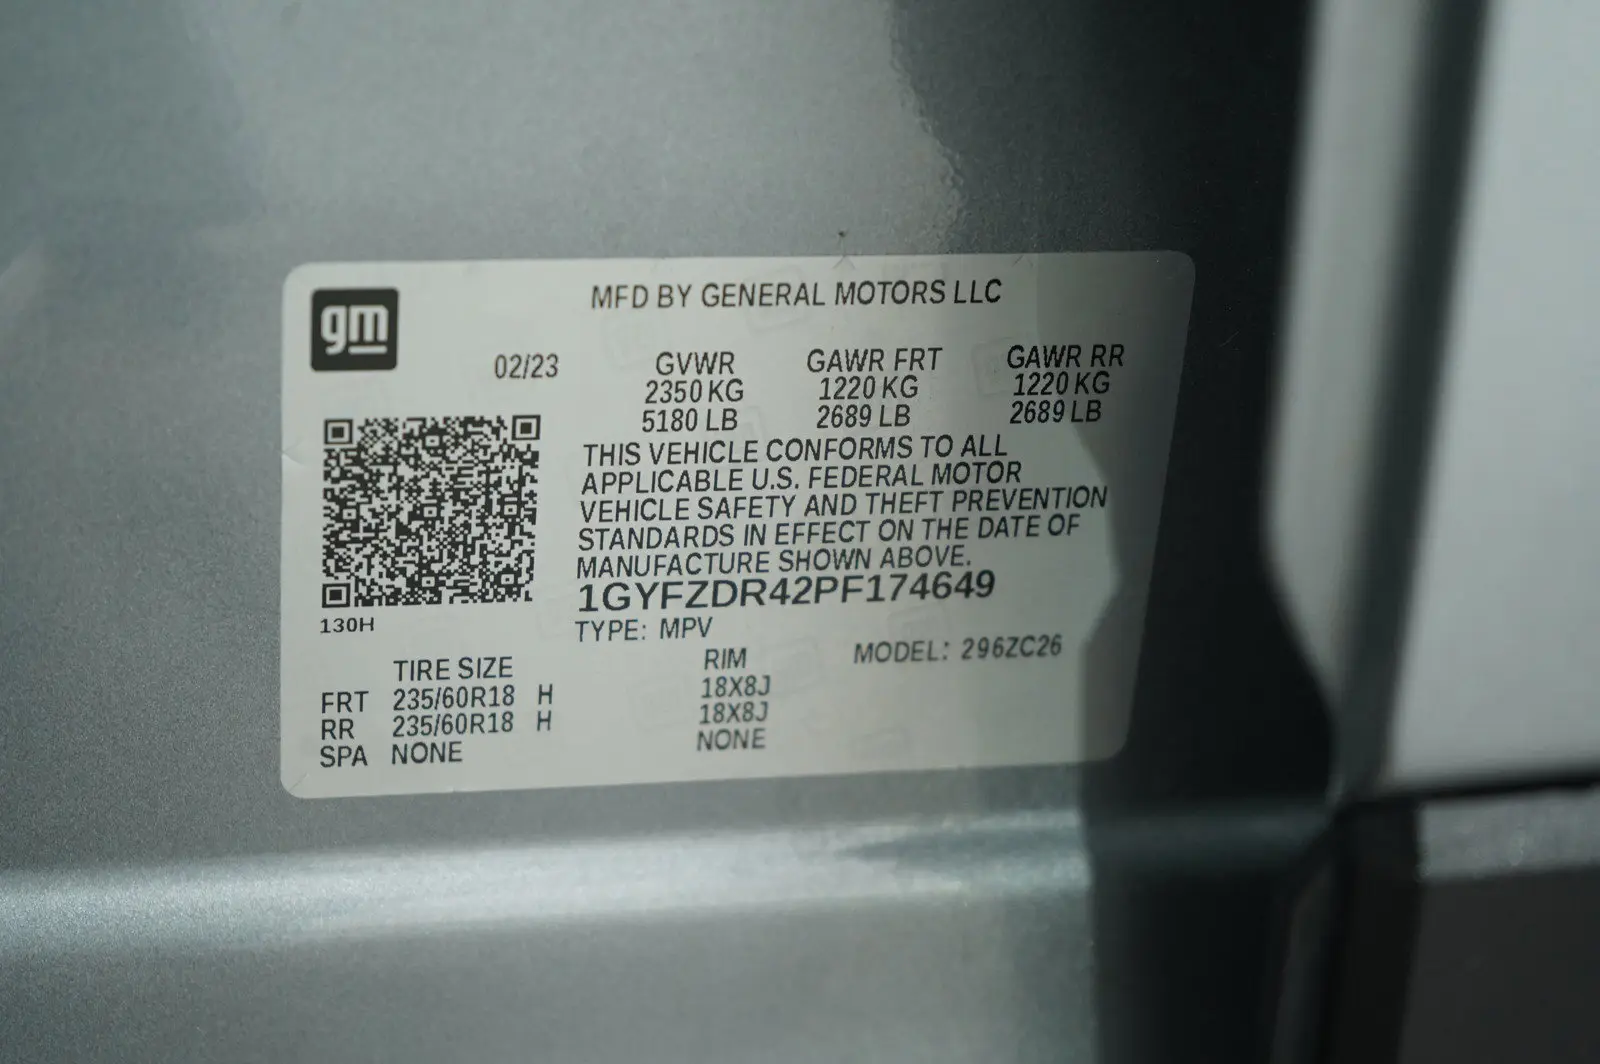 gm
MFD BY GENERAL MOTORS LLC
02/23 GVWR GAWR FRT GAWR RR
2350 KG 1220 KG 1220 KG
5180 LB 2689 LB 2689 LB
THIS VEHICLE CONFORMS TO ALL
APPLICABLE U.S. FEDERAL MOTOR
VEHICLE SAFETY AND THEFT PREVENTION
STANDARDS IN EFFECT ON THE DATE OF
MANUFACTURE SHOWN ABOVE.
1GYFZDR42PF174649
130H
TYPE: MPV MODEL: 296ZC26
TIRE SIZE RIM
FRT 235/60R18 H 18X8J
RR 235/60R18 H 18X8J
SPA NONE NONE